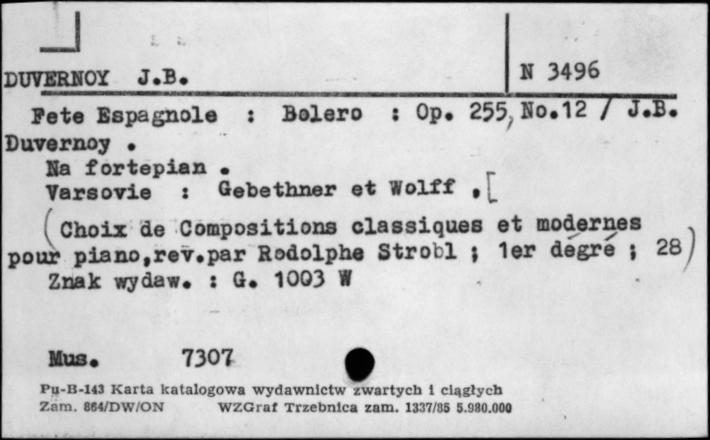 DUVERNOY J.B.
N 3496
Fete Espagnole : Bolero : Op. 255, No.12 / J.B.
Duvernoy .
Na fortepian .
Varsovie : Gebethner et Wolff , [
(Choix de Compositions classiques et modernes
pour piano,rev.par Rodolphe Strobl ; 1er dégré ; 28)
Znak wydaw. : G. 1003 W
Mus. 7307
Pu-B-143 Karta katalogowa wydawnictw zwartych i ciągłych
Zam. 864/DW/ON WZGraf Trzebnica zam. 1337/85 5.980.000